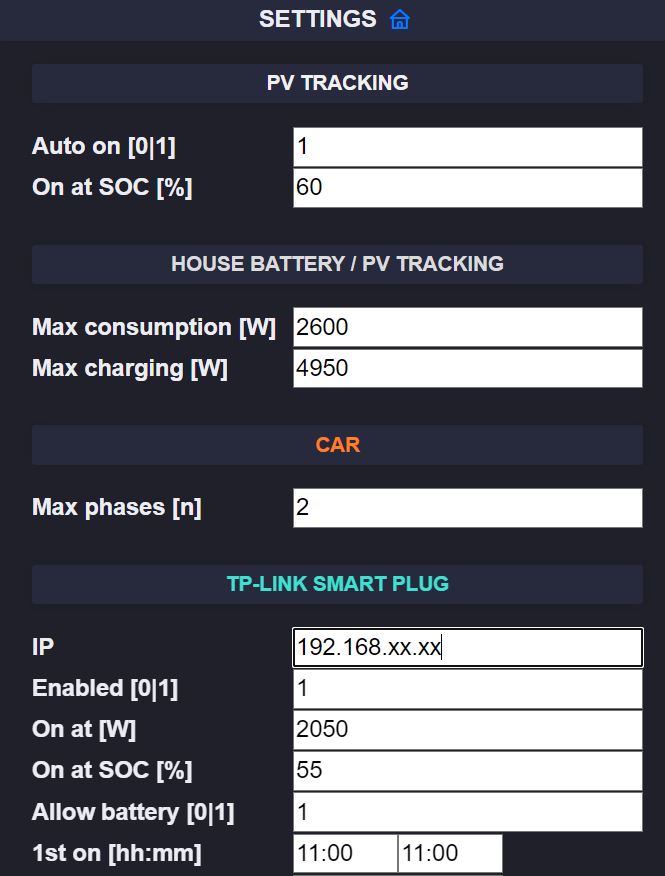 SETTINGS
PV TRACKING
Auto on [0|1] 1
On at SOC [%] 60
HOUSE BATTERY / PV TRACKING
Max consumption [W] 2600
Max charging [W] 4950
CAR
Max phases [n] 2
TP-LINK SMART PLUG
IP 192.168.xx.xx
Enabled [0|1] 1
On at [W] 2050
On at SOC [%] 55
Allow battery [0|1] 1
1st on [hh:mm] 11:00 11:00